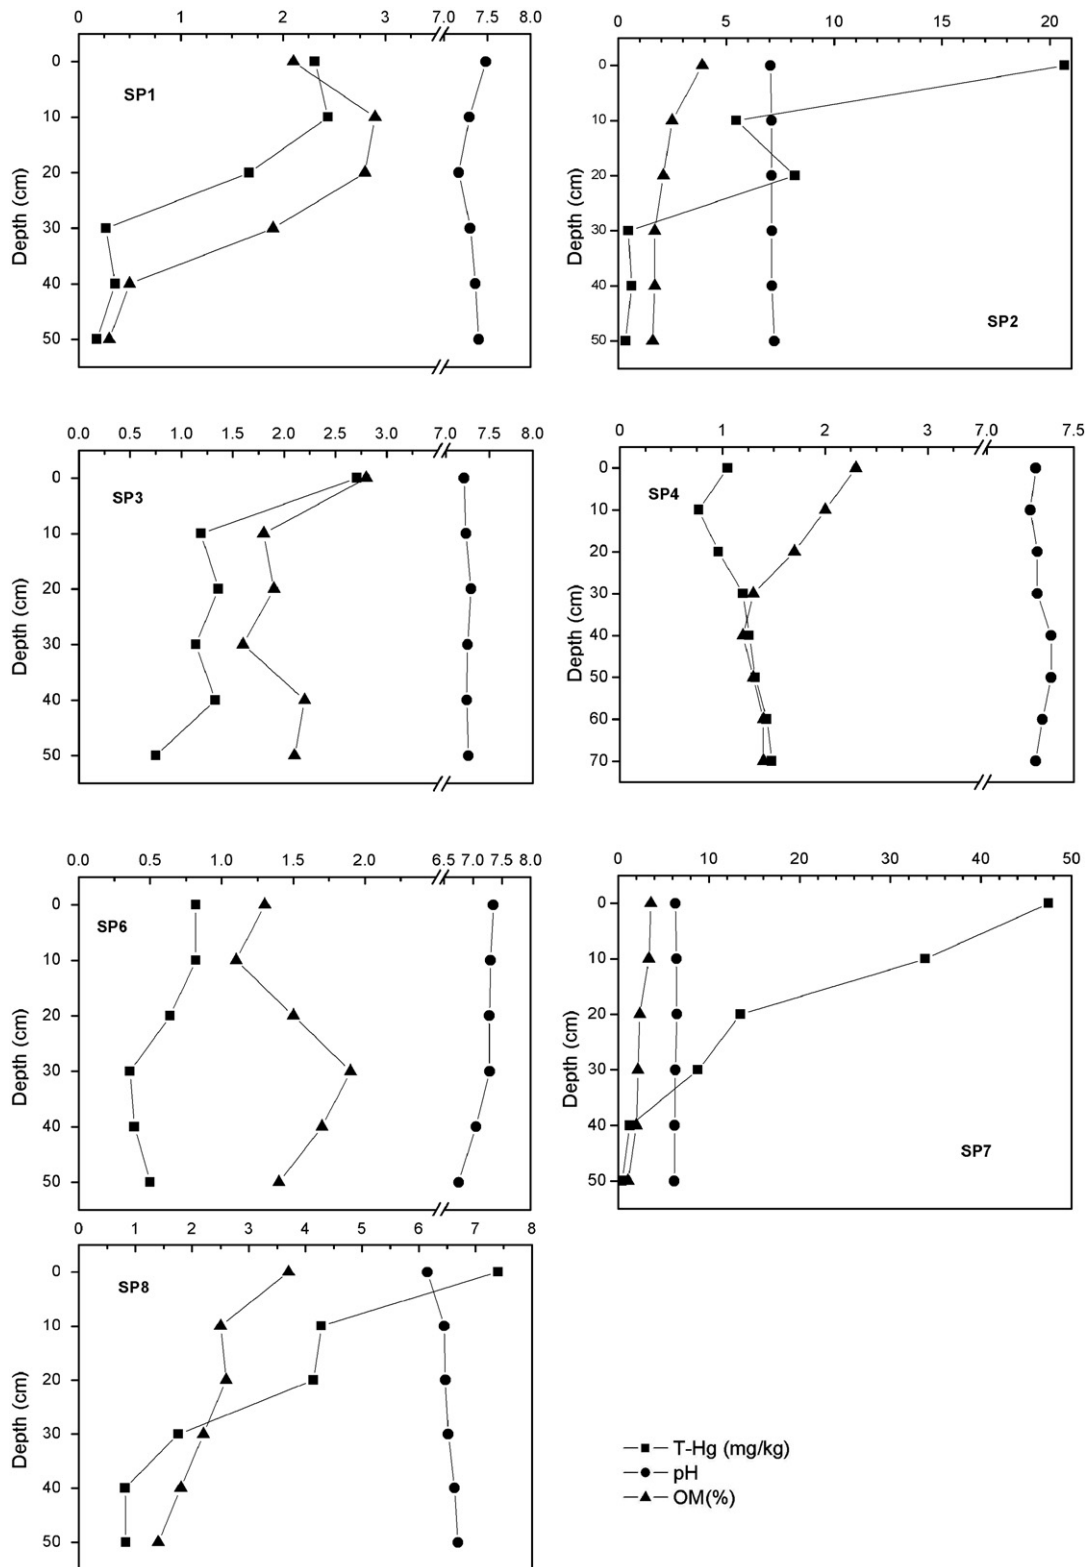 0 1 2 3 7.0 7.5 8.0
0
10
20
30
40
50
Depth (cm)
SP1
0 5 10 15 20
0
10
20
30
40
50
Depth (cm)
SP2
0.0 0.5 1.0 1.5 2.0 2.5 3.0 7.0 7.5 8.0
0
10
20
30
40
50
Depth (cm)
SP3
0 1 2 3 7.0 7.5
0
10
20
30
40
50
60
70
Depth (cm)
SP4
0.0 0.5 1.0 1.5 2.0 6.5 7.0 7.5 8.0
0
10
20
30
40
50
Depth (cm)
SP6
0 10 20 30 40 50
0
10
20
30
40
50
Depth (cm)
SP7
0 1 2 3 4 5 6 7 8
0
10
20
30
40
50
Depth (cm)
SP8
T-Hg (mg/kg)
pH
OM(%)